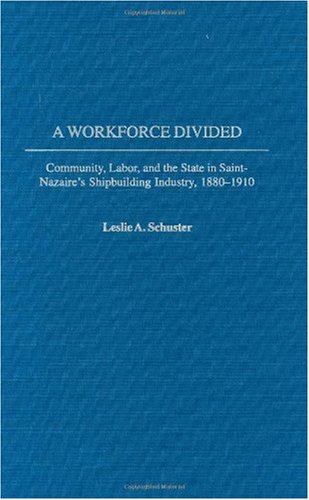 A WORKFORCE DIVIDED
Community, Labor, and the State in Saint-
Nazaire's Shipbuilding Industry, 1880–1910
Leslie A. Schuster